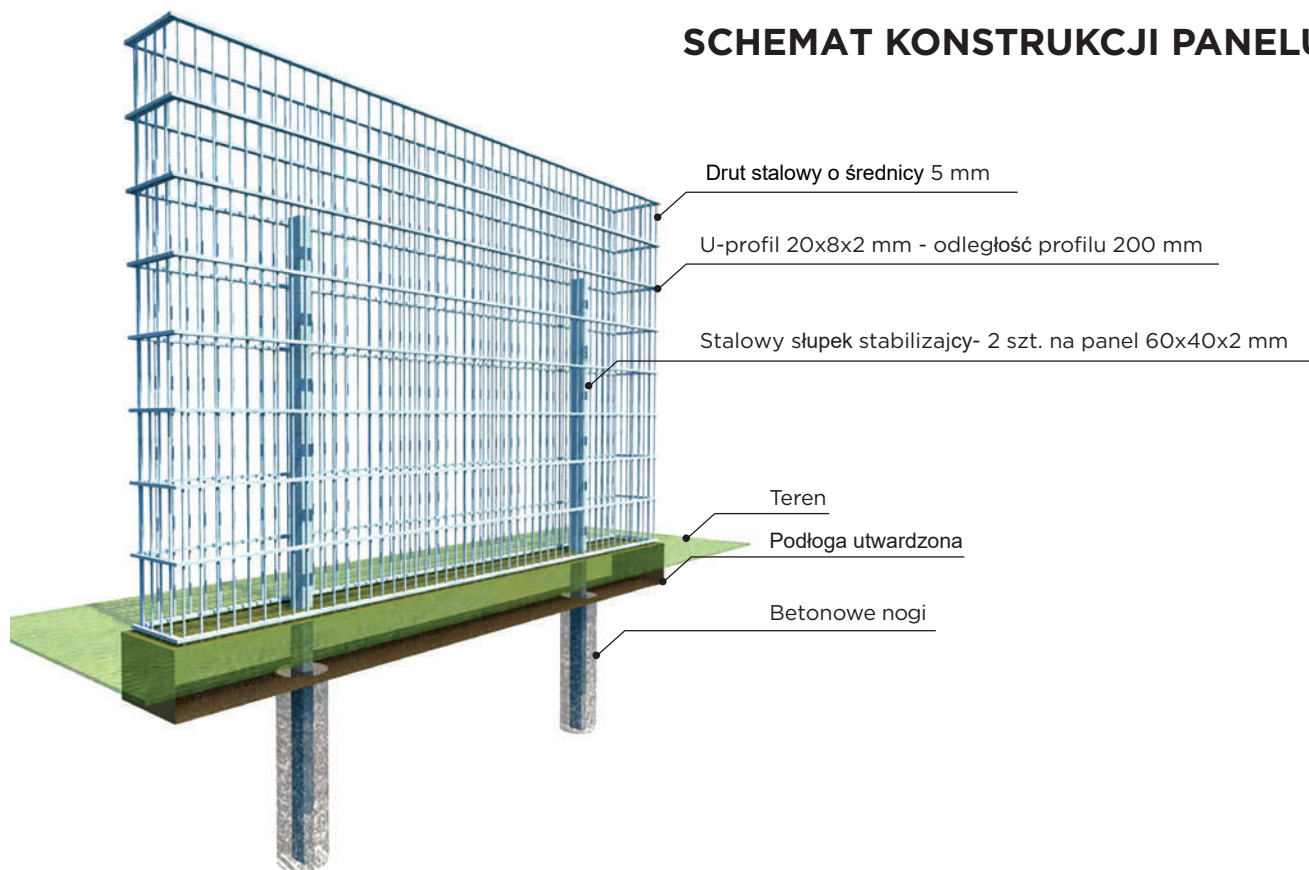 SCHEMAT KONSTRUKCJI PANELU
Drut stalowy o średnicy 5 mm
U-profil 20x8x2 mm - odległość profilu 200 mm
Stalowy słupek stabilizajcy- 2 szt. na panel 60x40x2 mm
Teren
Podłoga utwardzona
Betonowe nogi